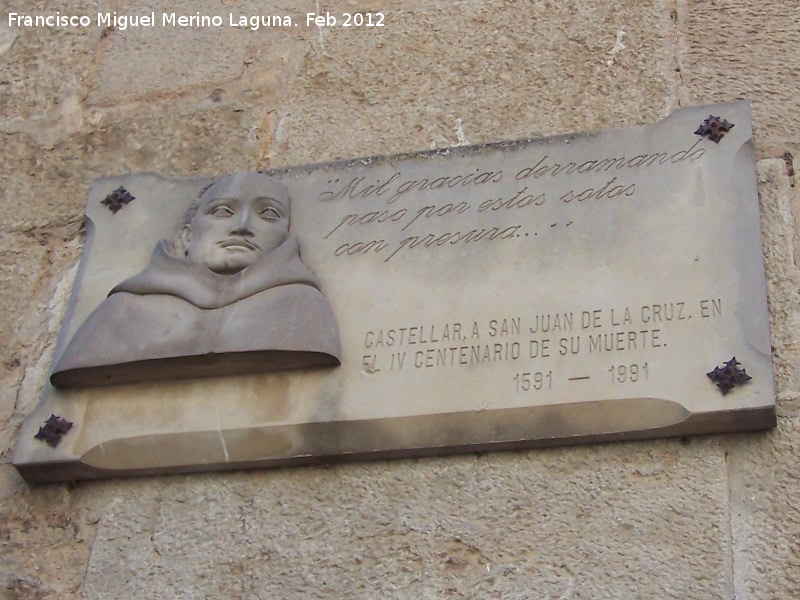 Francisco Miguel Merino Laguna. Feb 2012
"Mil gracias derramando
paso por estos sotos
con presura..."
CASTELLAR, A SAN JUAN DE LA CRUZ, EN
EL IV CENTENARIO DE SU MUERTE.
1591 — 1991